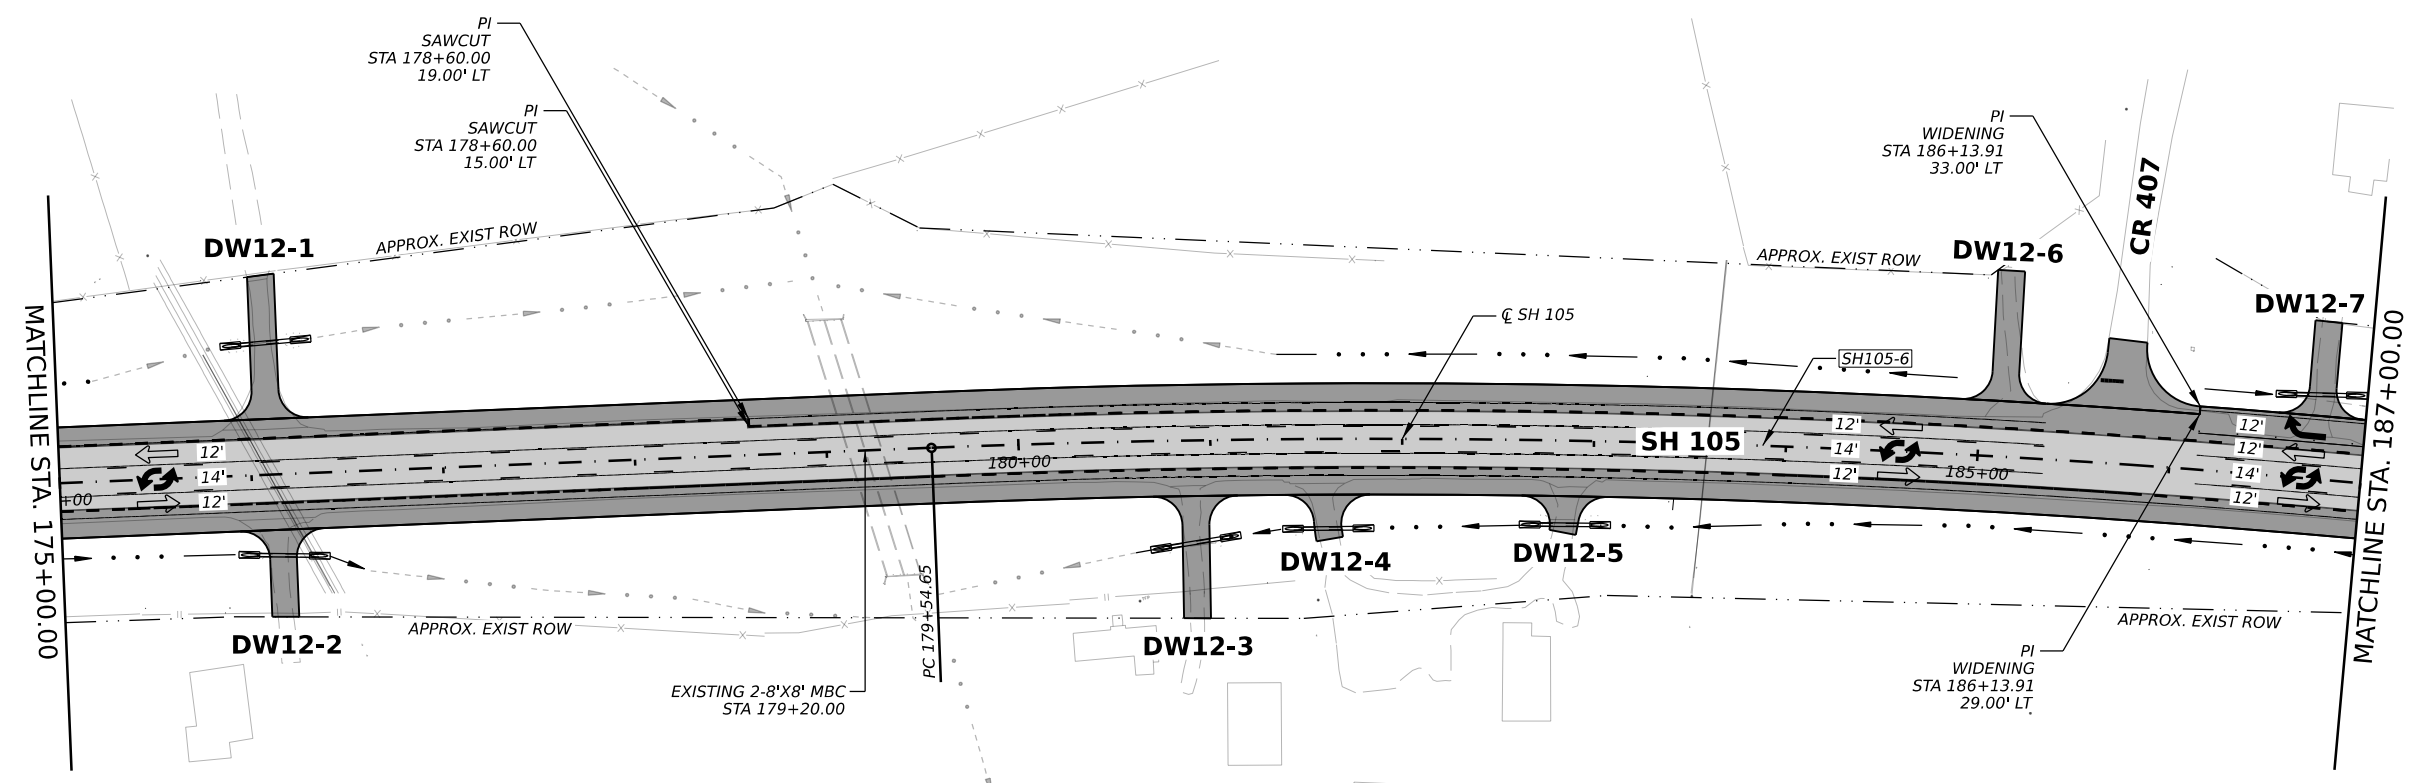 PI
SAWCUT
STA 178+60.00
19.00' LT
PI
SAWCUT
STA 178+60.00
15.00' LT
PI
WIDENING
STA 186+13.91
33.00' LT
CR 407
DW12-1
APPROX. EXIST ROW
APPROX. EXIST ROW
DW12-6
DW12-7
MATCHLINE STA. 175+00.00
℄ SH 105
SH105-6
12'
14'
12'
+00
180+00
SH 105
12'
14'
12'
185+00
12'
12'
14'
12'
MATCHLINE STA. 187+00.00
DW12-2
APPROX. EXIST ROW
PC 179+54.65
DW12-3
DW12-4
DW12-5
APPROX. EXIST ROW
EXISTING 2-8'X8' MBC
STA 179+20.00
PI
WIDENING
STA 186+13.91
29.00' LT